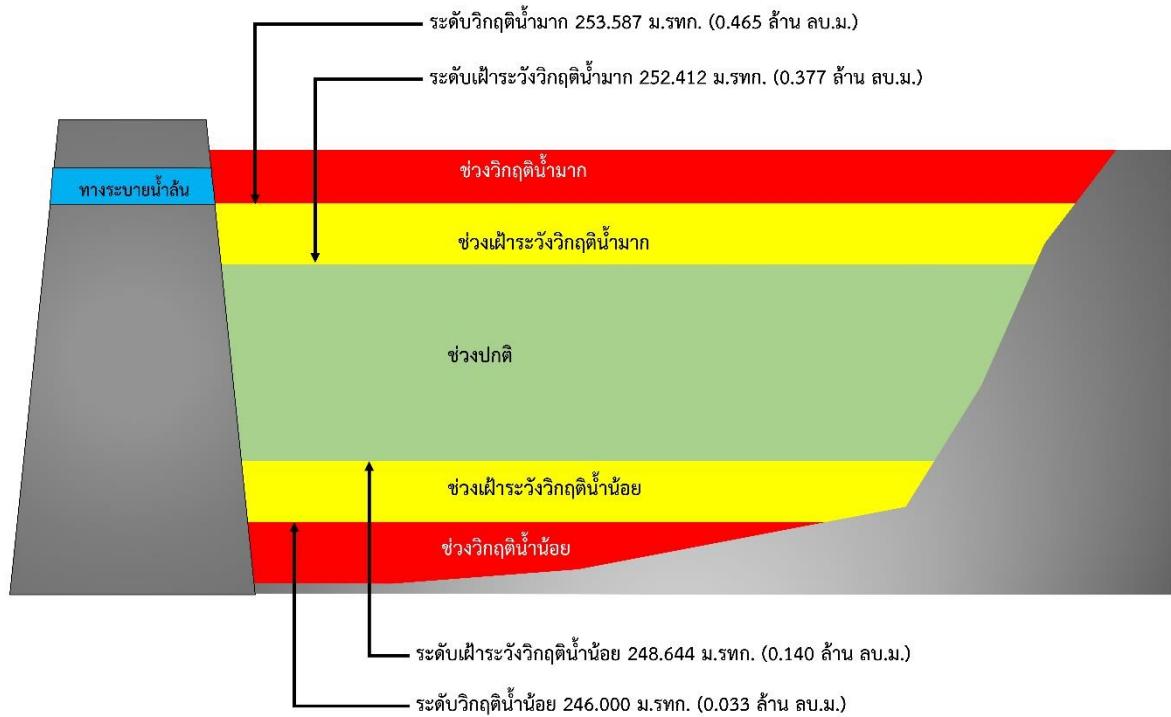 ระดับวิกฤติน้ำมาก 253.587 ม.รทก. (0.465 ล้าน ลบ.ม.)
ระดับเฝ้าระวังวิกฤติน้ำมาก 252.412 ม.รทก. (0.377 ล้าน ลบ.ม.)
ช่วงวิกฤติน้ำมาก
ทางระบายน้ำล้น
ช่วงเฝ้าระวังวิกฤติน้ำมาก
ช่วงปกติ
ช่วงเฝ้าระวังวิกฤติน้ำน้อย
ช่วงวิกฤติน้ำน้อย
ระดับเฝ้าระวังวิกฤติน้ำน้อย 248.644 ม.รทก. (0.140 ล้าน ลบ.ม.)
ระดับวิกฤติน้ำน้อย 246.000 ม.รทก. (0.033 ล้าน ลบ.ม.)